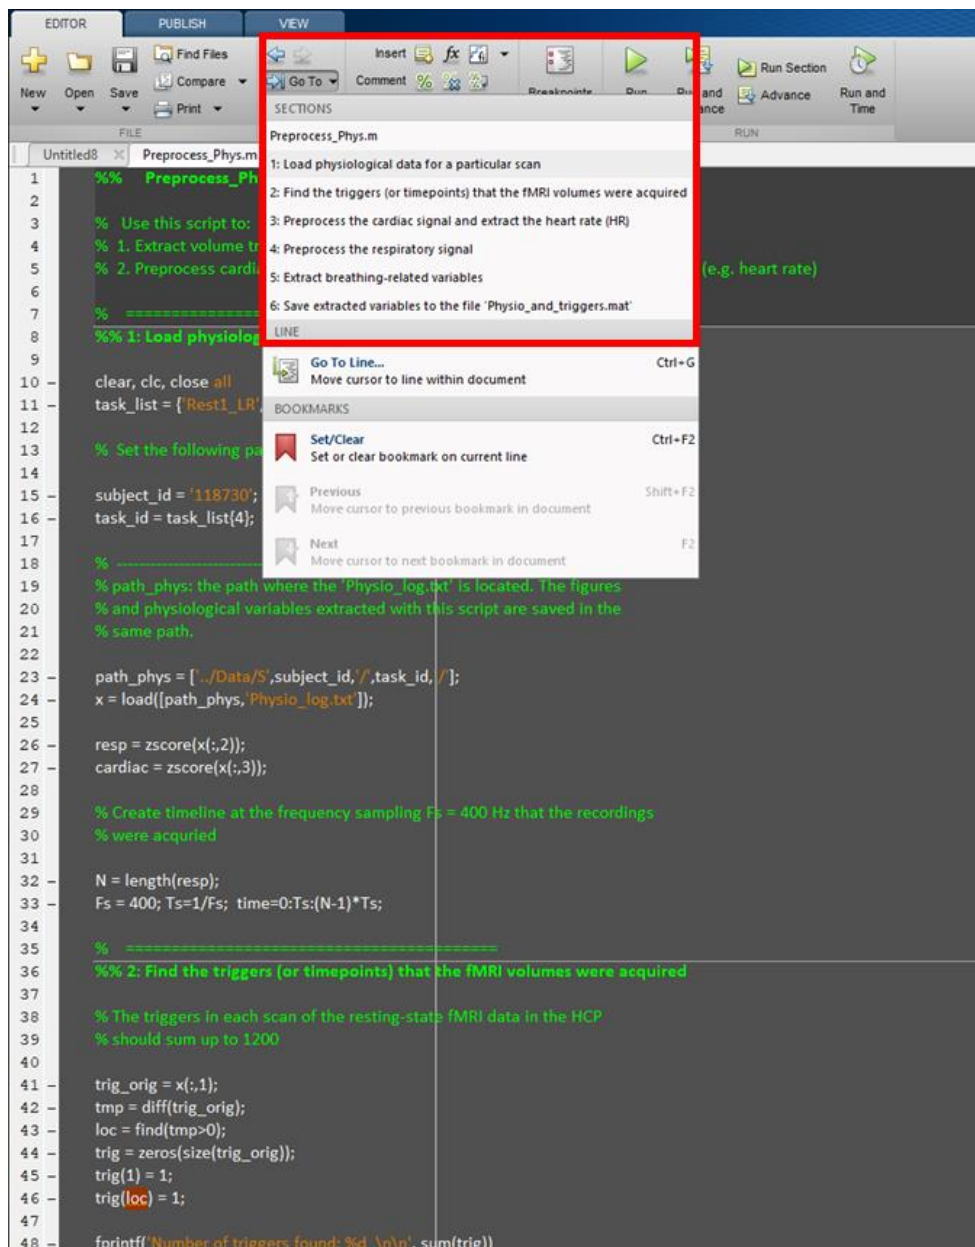 EDITOR PUBLISH VIEW
Find Files
Insert fx
Compare
Go To Comment %
Run Section
New Open Save
Print
Breakpoints Run Run and
Advance
Run and
Time
FILE
RUN
Untitled8 Preprocess_Phys.m
SECTIONS
Preprocess_Phys.m
1: Load physiological data for a particular scan
2: Find the triggers (or timepoints) that the fMRI volumes were acquired
3: Preprocess the cardiac signal and extract the heart rate (HR)
4: Preprocess the respiratory signal
5: Extract breathing-related variables
6: Save extracted variables to the file 'Physio_and_triggers.mat'
LINE
Go To Line... Ctrl+G
Move cursor to line within document
BOOKMARKS
Set/Clear Ctrl+F2
Set or clear bookmark on current line
Previous Shift+F2
Move cursor to previous bookmark in document
Next F2
Move cursor to next bookmark in document
1 %% Preprocess_Ph
2
3 % Use this script to:
4 % 1. Extract volume tr
5 % 2. Preprocess cardia (e.g. heart rate)
6
7 % =================
8 %% 1: Load physiolog
9
10 – clear, clc, close all
11 – task_list = {'Rest1_LR',
12
13 % Set the following pa
14
15 – subject_id = '118730';
16 – task_id = task_list{4};
17
18 % --------------------
19 % path_phys: the path where the 'Physio_log.txt' is located. The figures
20 % and physiological variables extracted with this script are saved in the
21 % same path.
22
23 – path_phys = ['../Data/S',subject_id,'/',task_id,'/'];
24 – x = load([path_phys,'Physio_log.txt']);
25
26 – resp = zscore(x(:,2));
27 – cardiac = zscore(x(:,3));
28
29 % Create timeline at the frequency sampling Fs = 400 Hz that the recordings
30 % were acquried
31
32 – N = length(resp);
33 – Fs = 400; Ts=1/Fs; time=0:Ts:(N-1)*Ts;
34
35 % =========================================
36 %% 2: Find the triggers (or timepoints) that the fMRI volumes were acquired
37
38 % The triggers in each scan of the resting-state fMRI data in the HCP
39 % should sum up to 1200
40
41 – trig_orig = x(:,1);
42 – tmp = diff(trig_orig);
43 – loc = find(tmp>0);
44 – trig = zeros(size(trig_orig));
45 – trig(1) = 1;
46 – trig(loc) = 1;
47
48 – fprintf('Number of triggers found: %d \n\n', sum(trig))